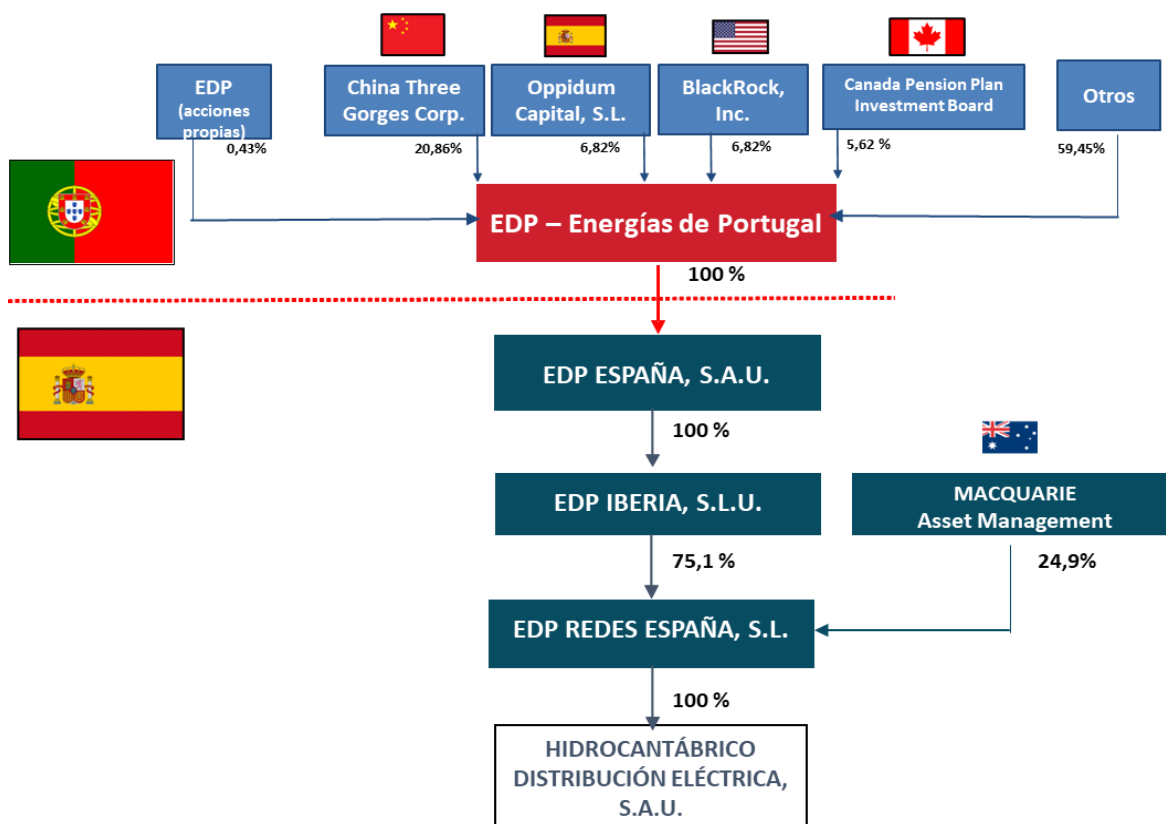 EDP
(acciones
propias)
China Three
Gorges Corp.
Oppidum
Capital, S.L.
BlackRock,
Inc.
Canada Pension Plan
Investment Board
Otros
0,43%
20,86%
6,82%
6,82%
5,62 %
59,45%
EDP – Energías de Portugal
100 %
EDP ESPAÑA, S.A.U.
100 %
EDP IBERIA, S.L.U.
MACQUARIE
Asset Management
75,1 %
24,9%
EDP REDES ESPAÑA, S.L.
100 %
HIDROCANTÁBRICO
DISTRIBUCIÓN ELÉCTRICA,
S.A.U.